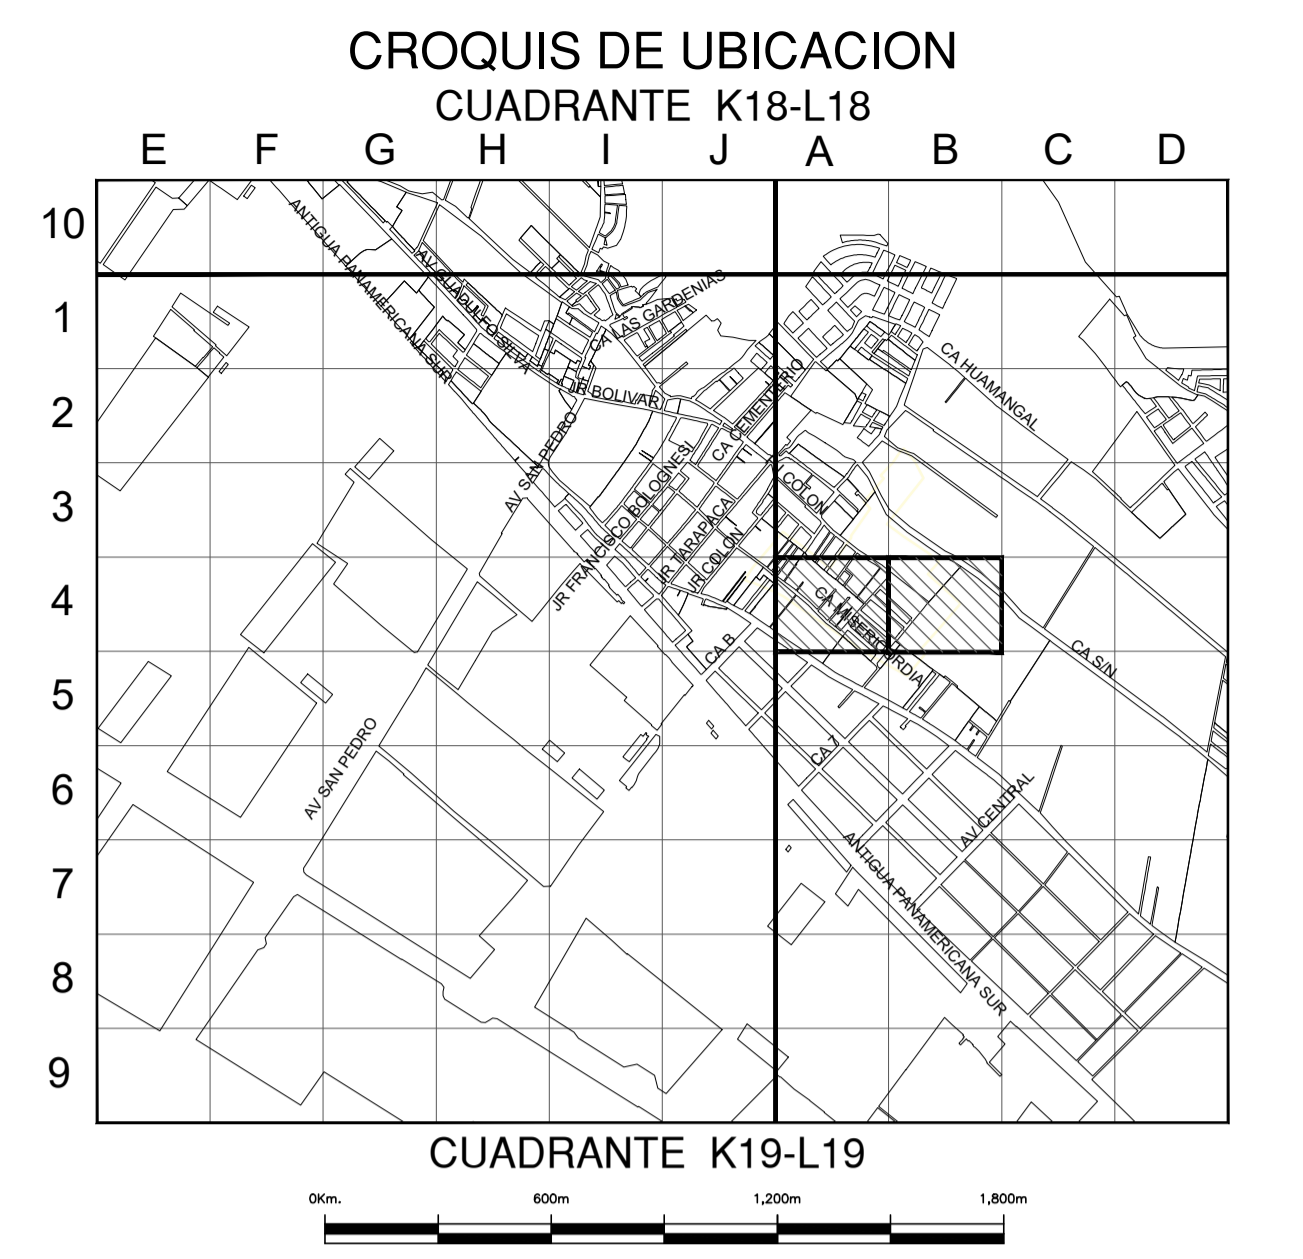 CROQUIS DE UBICACION
CUADRANTE K18-L18
E F G H I J A B C D
10
1
2
3
4
5
6
7
8
9
ANTIGUA PANAMERICANA SUR
AV GUADULFO SILVA
CA LAS GARDENIAS
JR BOLIVAR
CA CEMENTERIO
CA HUAMANGAL
AV SAN PEDRO
JR FRANCISCO BOLOGNESI
JR TARAPACA
JR COLON
COLON
CA MISERICORDIA
CA B
CA S/N
AV SAN PEDRO
CA 7
AV CENTRAL
ANTIGUA PANAMERICANA SUR
CUADRANTE K19-L19
0Km. 600m 1,200m 1,800m